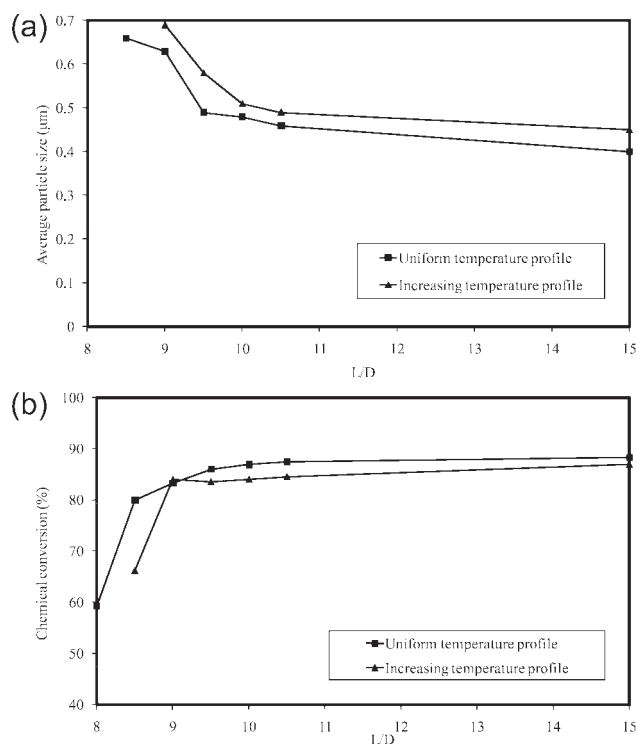 (a)
0.7
0.6
0.5
0.4
0.3
0.2
0.1
0
Average particle size (μm)
Uniform temperature profile
Increasing temperature profile
8 9 10 11 12 13 14 15
L/D
(b)
100
90
80
70
60
50
40
Chemical conversion (%)
Uniform temperature profile
Increasing temperature profile
8 9 10 11 12 13 14 15
L/D